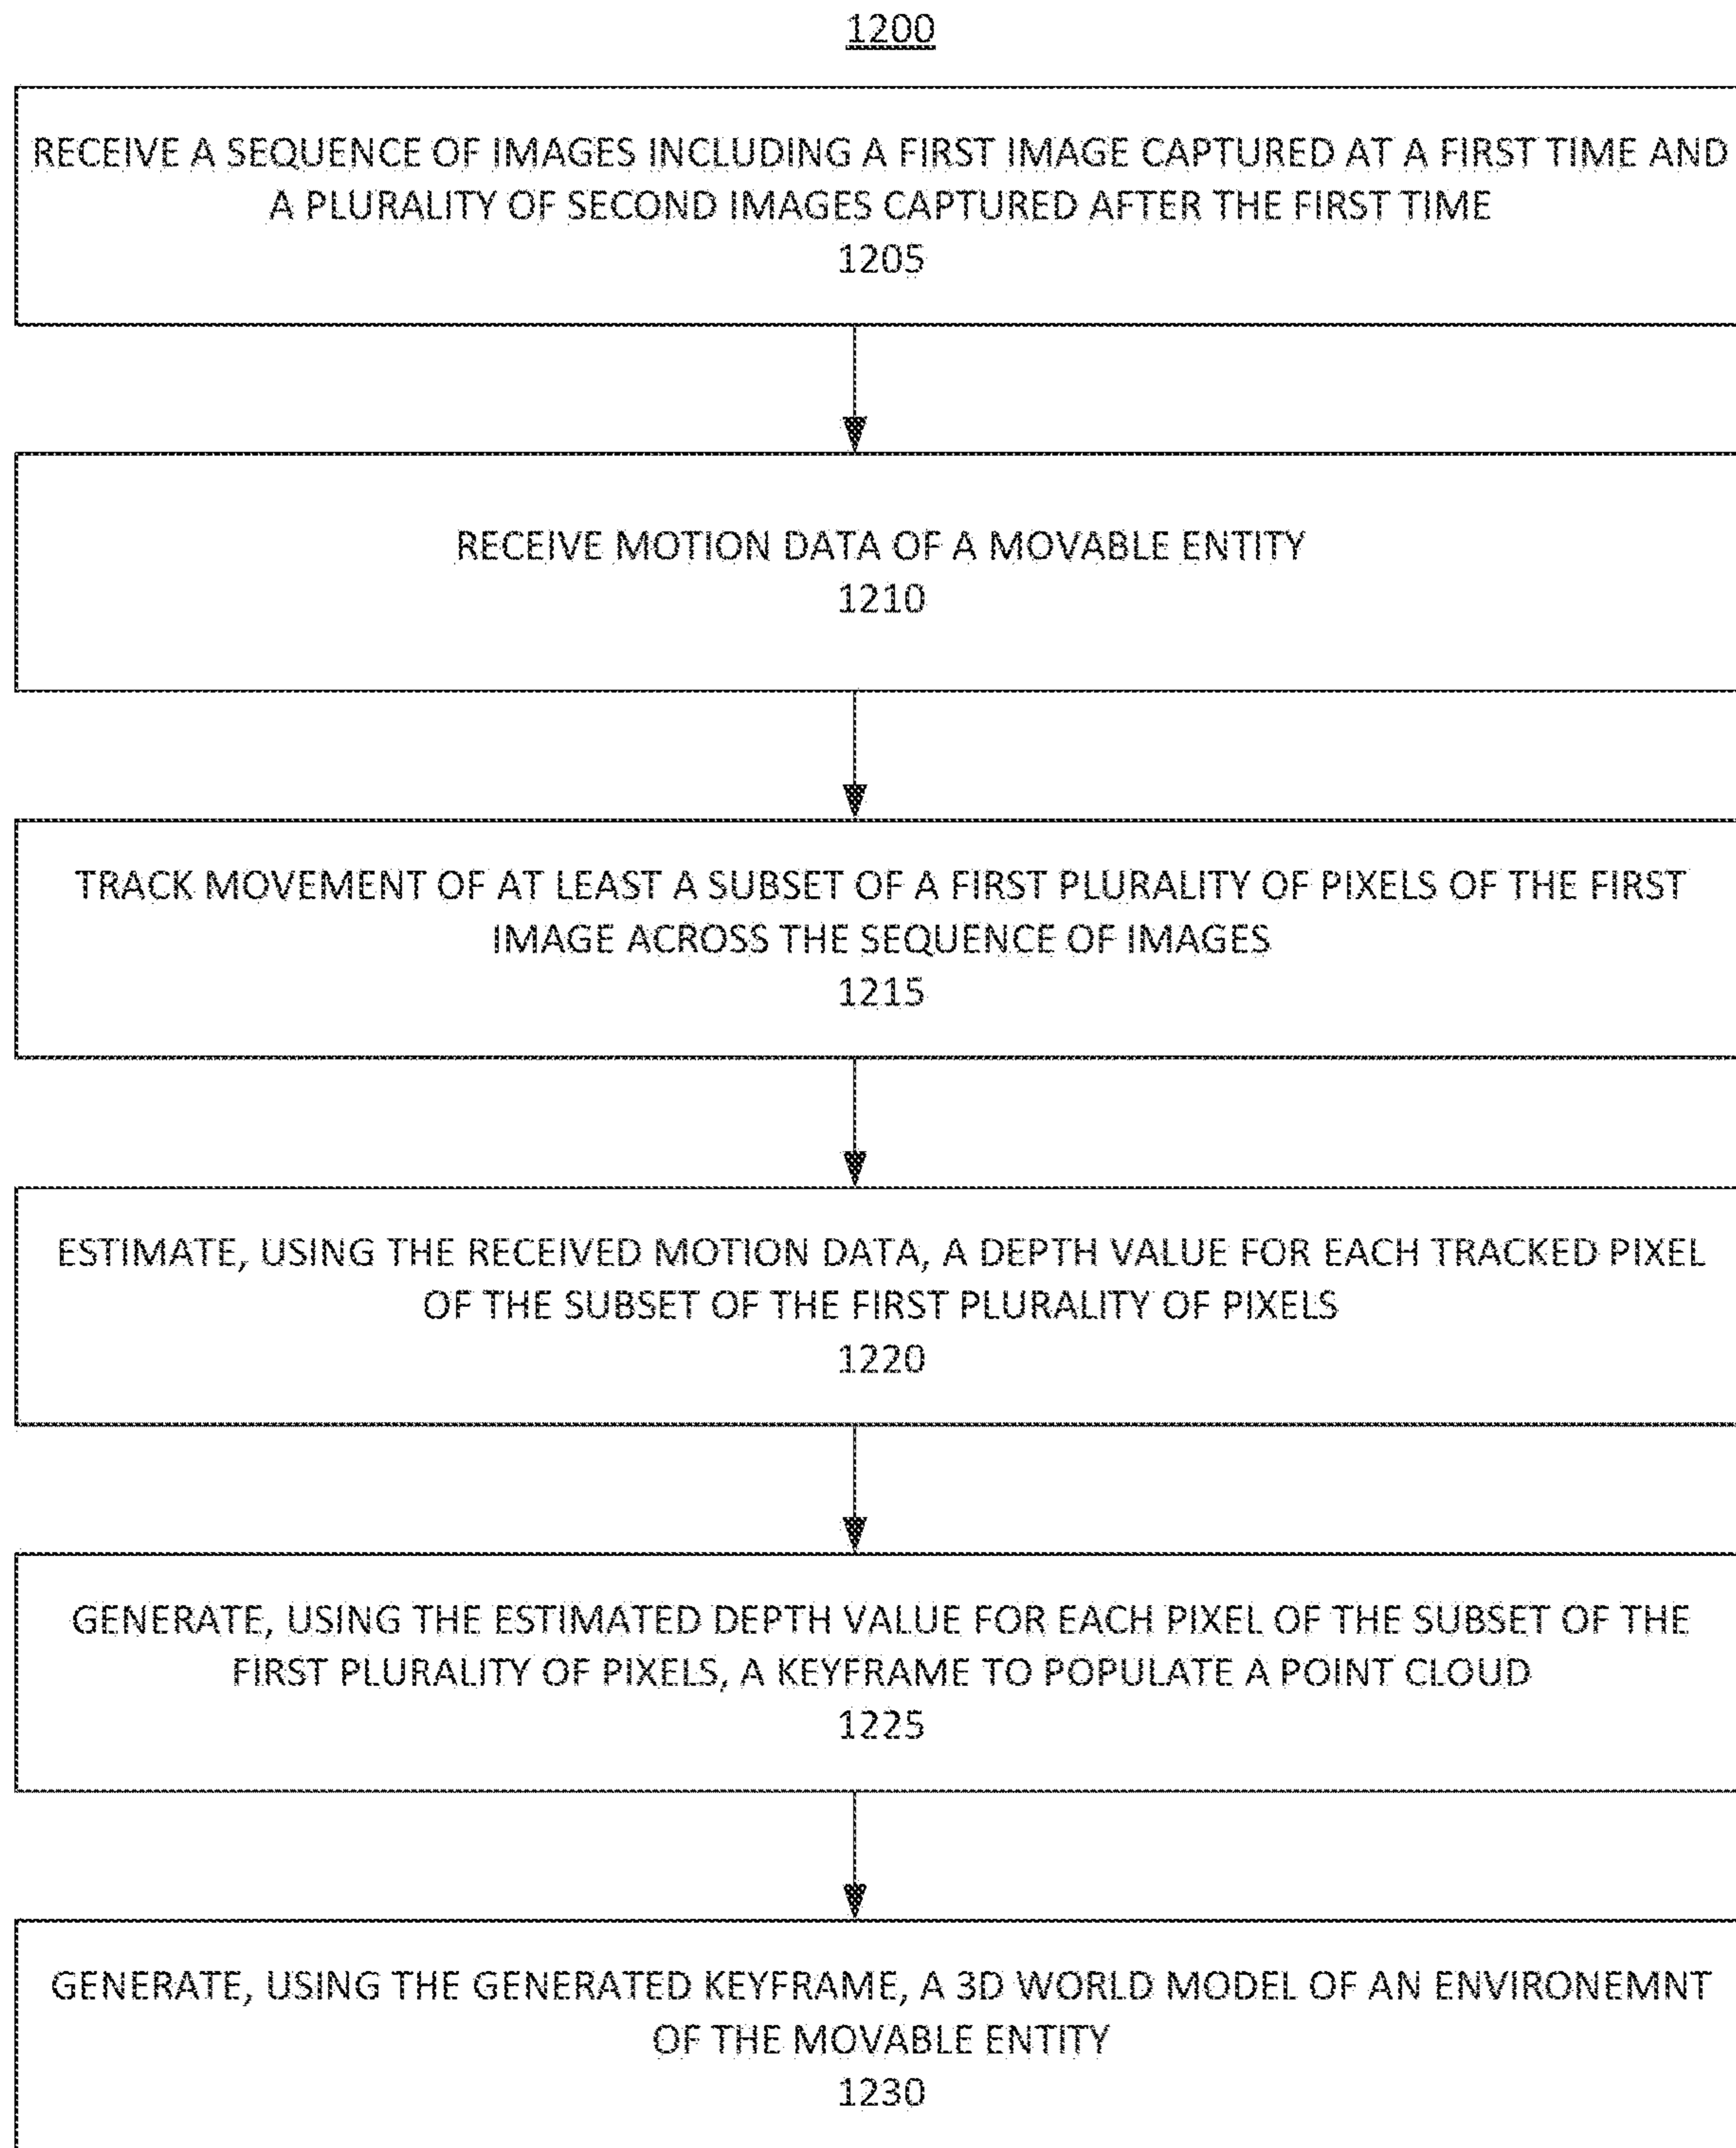 1200
RECEIVE A SEQUENCE OF IMAGES INCLUDING A FIRST IMAGE CAPTURED AT A FIRST TIME AND
A PLURALITY OF SECOND IMAGES CAPTURED AFTER THE FIRST TIME
1205
RECEIVE MOTION DATA OF A MOVABLE ENTITY
1210
TRACK MOVEMENT OF AT LEAST A SUBSET OF A FIRST PLURALITY OF PIXELS OF THE FIRST
IMAGE ACROSS THE SEQUENCE OF IMAGES
1215
ESTIMATE, USING THE RECEIVED MOTION DATA, A DEPTH VALUE FOR EACH TRACKED PIXEL
OF THE SUBSET OF THE FIRST PLURALITY OF PIXELS
1220
GENERATE, USING THE ESTIMATED DEPTH VALUE FOR EACH PIXEL OF THE SUBSET OF THE
FIRST PLURALITY OF PIXELS, A KEYFRAME TO POPULATE A POINT CLOUD
1225
GENERATE, USING THE GENERATED KEYFRAME, A 3D WORLD MODEL OF AN ENVIRONEMNT
OF THE MOVABLE ENTITY
1230